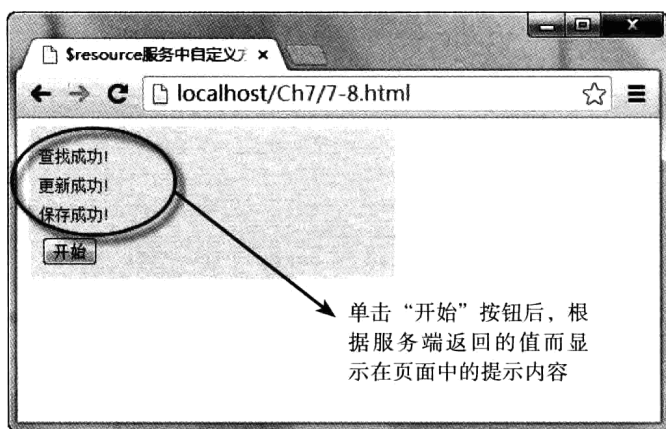 $resource服务中自定义方
localhost/Ch7/7-8.html
查找成功!
更新成功!
保存成功!
开始
单击“开始”按钮后，根
据服务端返回的值而显
示在页面中的提示内容